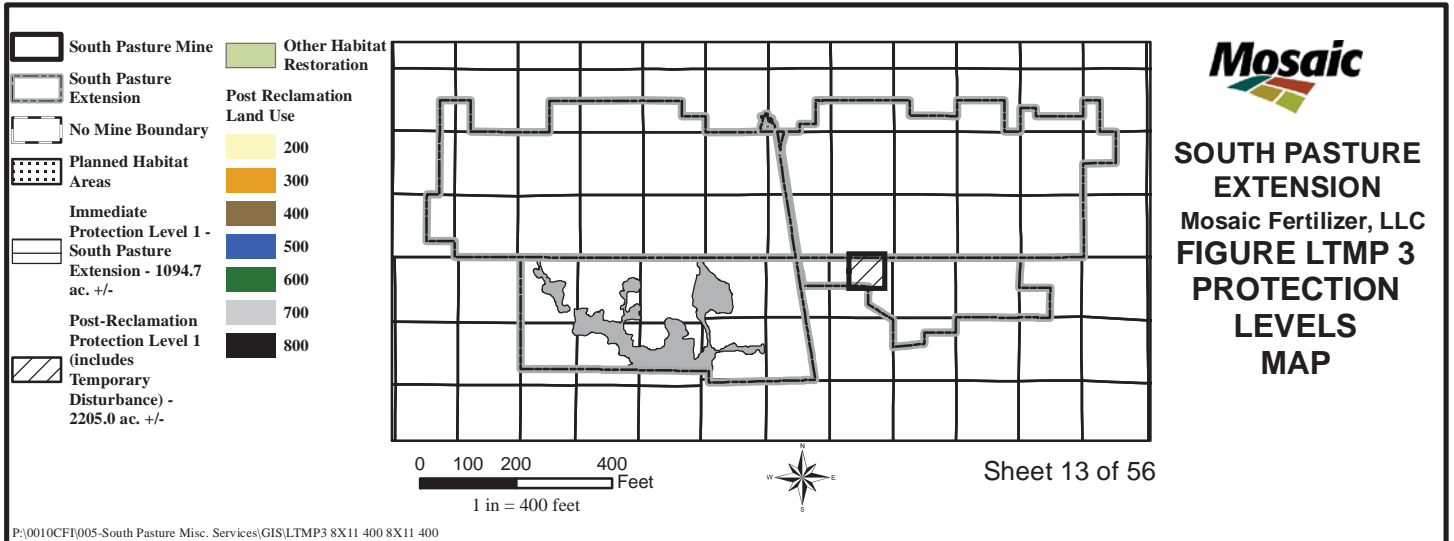 South Pasture Mine
South Pasture
Extension
No Mine Boundary
Planned Habitat
Areas
Immediate
Protection Level 1 -
South Pasture
Extension - 1094.7
ac. +/-
Post-Reclamation
Protection Level 1
(includes
Temporary
Disturbance) -
2205.0 ac. +/-
Other Habitat
Restoration
Post Reclamation
Land Use
200
300
400
500
600
700
800
0 100 200 400
Feet
1 in = 400 feet
N
W E
S
Sheet 13 of 56
Mosaic
SOUTH PASTURE
EXTENSION
Mosaic Fertilizer, LLC
FIGURE LTMP 3
PROTECTION
LEVELS
MAP
P:\0010CFI\005-South Pasture Misc. Services\GIS\LTMP3 8X11 400 8X11 400